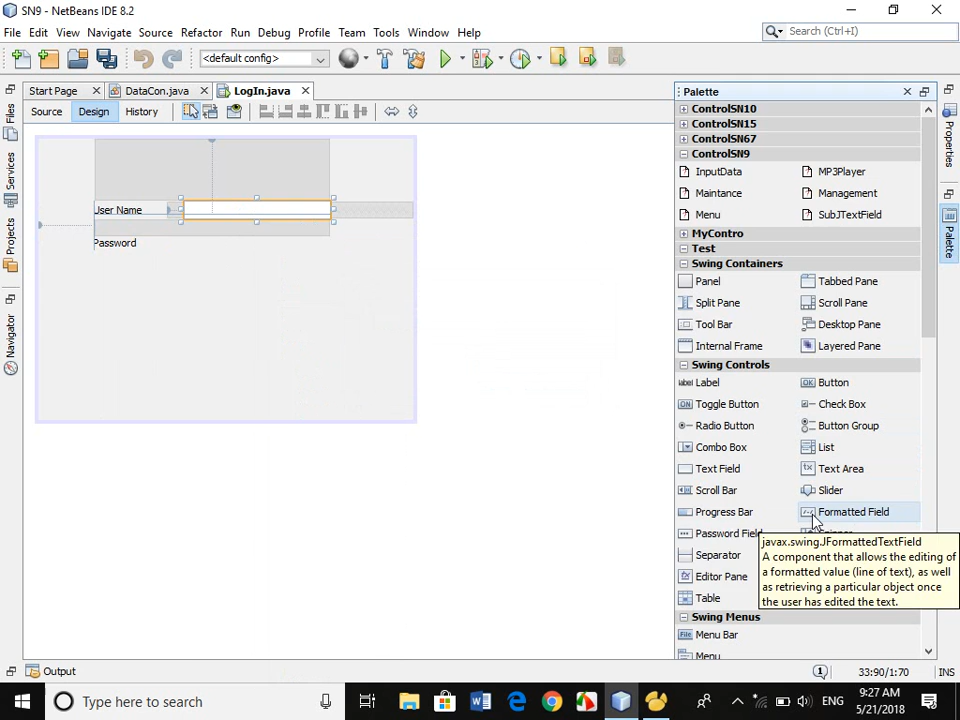 SN9 - NetBeans IDE 8.2
File Edit View Navigate Source Refactor Run Debug Profile Team Tools Window Help
Search (Ctrl+I)
<default config>
Start Page DataCon.java LogIn.java
Source Design History
User Name
Password
Files
Services
Projects
Navigator
Palette
ControlSN10
ControlSN15
ControlSN67
ControlSN9
InputData MP3Player
Maintance Management
Menu SubJTextField
MyContro
Test
Swing Containers
Panel Tabbed Pane
Split Pane Scroll Pane
Tool Bar Desktop Pane
Internal Frame Layered Pane
Swing Controls
Label Button
Toggle Button Check Box
Radio Button Button Group
Combo Box List
Text Field Text Area
Scroll Bar Slider
Progress Bar Formatted Field
Password Field
Separator
Editor Pane
Table
javax.swing.JFormattedTextField
A component that allows the editing of
a formatted value (line of text), as well
as retrieving a particular object once
the user has edited the text.
Swing Menus
Menu Bar
Menu
Properties
Palette
Output
1
33:90/1:70 INS
Type here to search
ENG
9:27 AM
5/21/2018